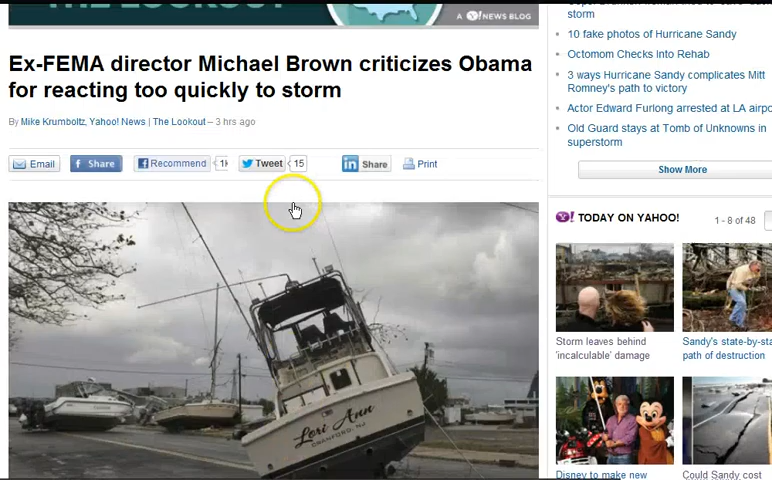 THE LOOKOUT
A Y! NEWS BLOG
Ex-FEMA director Michael Brown criticizes Obama
for reacting too quickly to storm
By Mike Krumboltz, Yahoo! News | The Lookout – 3 hrs ago
Email
Share
Recommend
Tweet
15
Share
Print
Lori Ann
CRANFORD, NJ
storm
10 fake photos of Hurricane Sandy
Octomom Checks into Rehab
3 ways Hurricane Sandy complicates Mitt
Romney's path to victory
Actor Edward Furlong arrested at LA airpo
Old Guard stays at Tomb of Unknowns in
superstorm
Show More
Y! TODAY ON YAHOO!
1 - 8 of 48
Storm leaves behind
'incalculable' damage
Sandy's state-by-sta
path of destruction
Disney to make new
Could Sandy cost